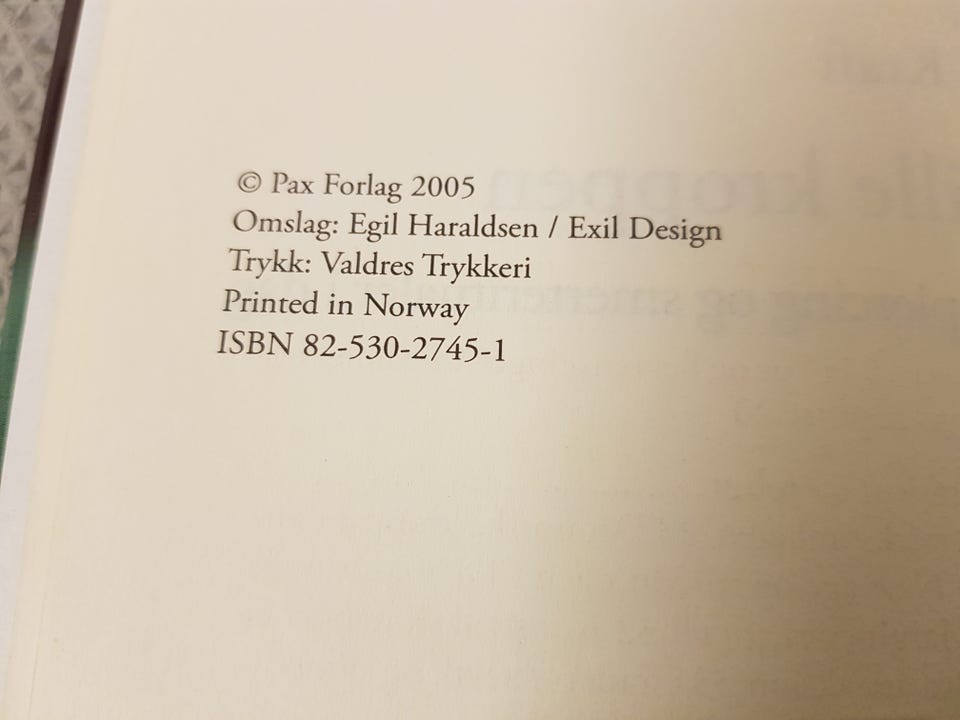 © Pax Forlag 2005
Omslag: Egil Haraldsen / Exil Design
Trykk: Valdres Trykkeri
Printed in Norway
ISBN 82-530-2745-1